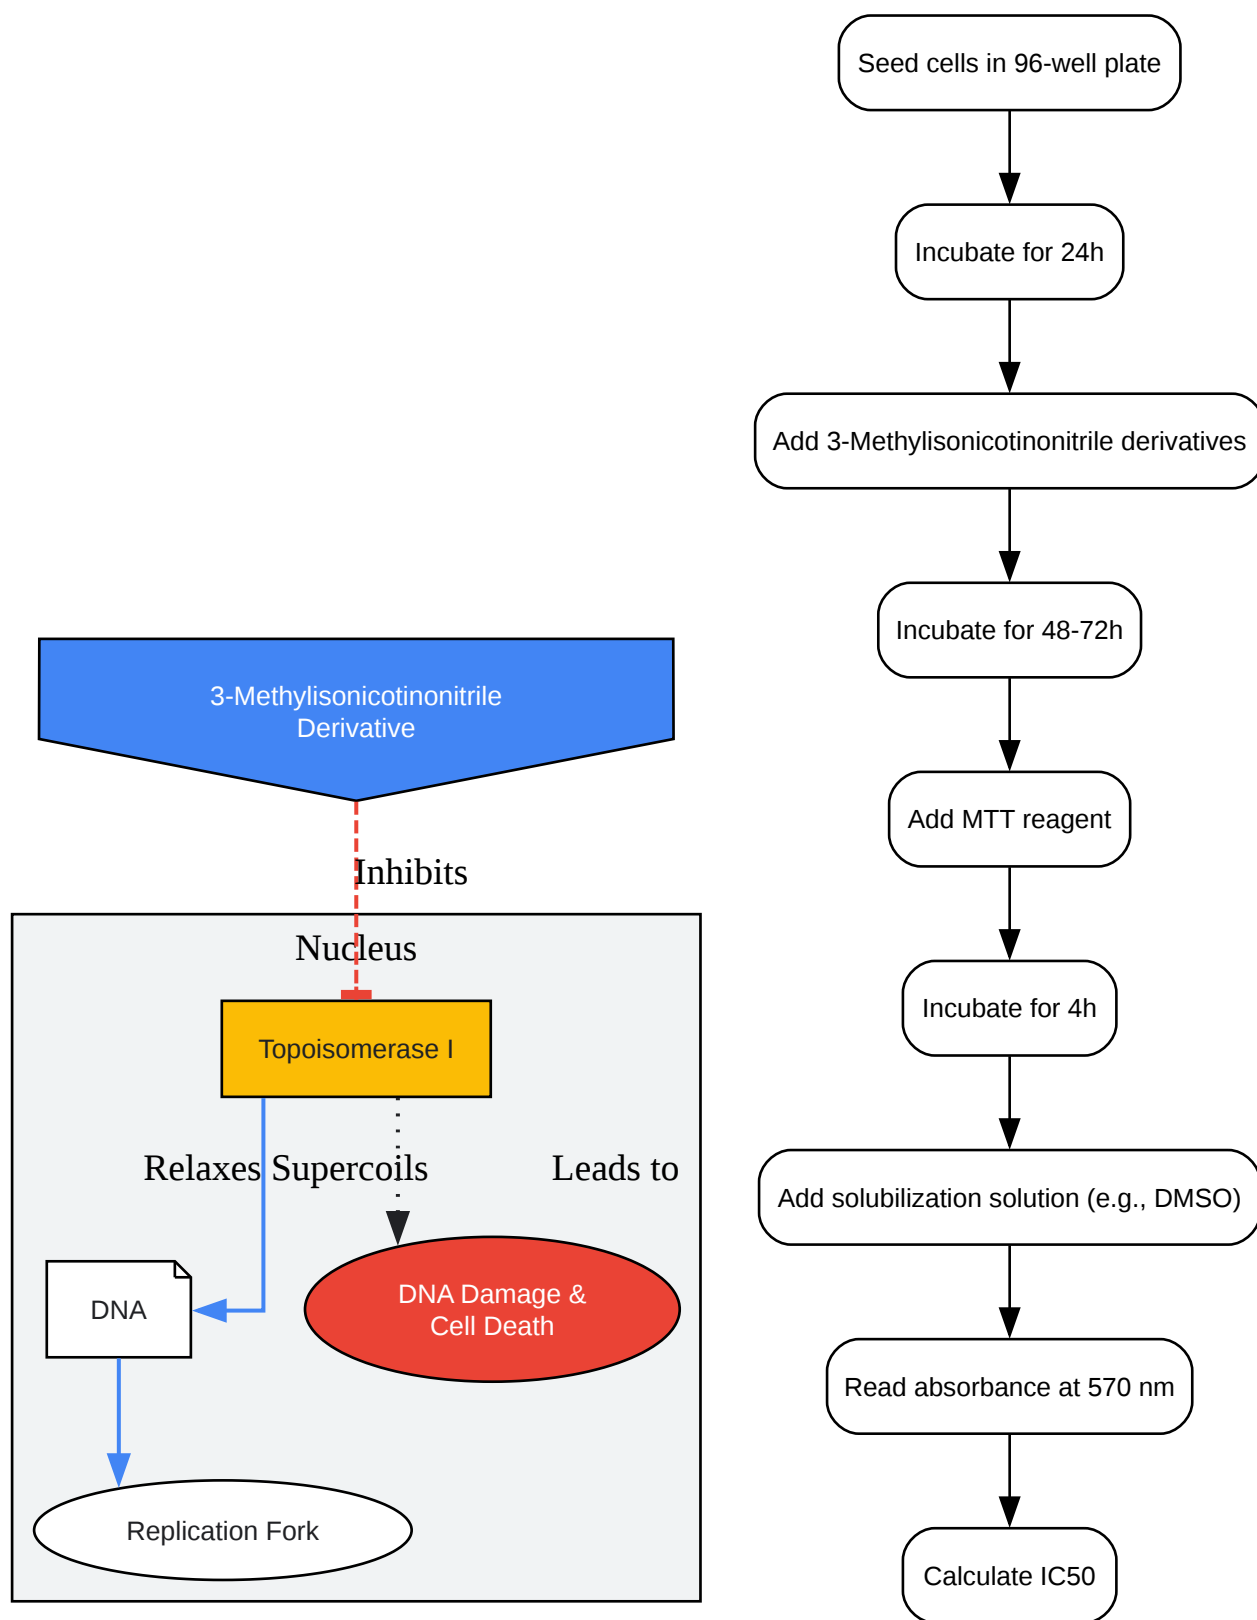 Seed cells in 96-well plate
Incubate for 24h
Add 3-Methylisonicotinonitrile derivatives
Incubate for 48-72h
Add MTT reagent
Incubate for 4h
Add solubilization solution (e.g., DMSO)
Read absorbance at 570 nm
Calculate IC50
3-Methylisonicotinonitrile
Derivative
Inhibits
Nucleus
Topoisomerase I
Relaxes Supercoils
Leads to
DNA
DNA Damage &
Cell Death
Replication Fork